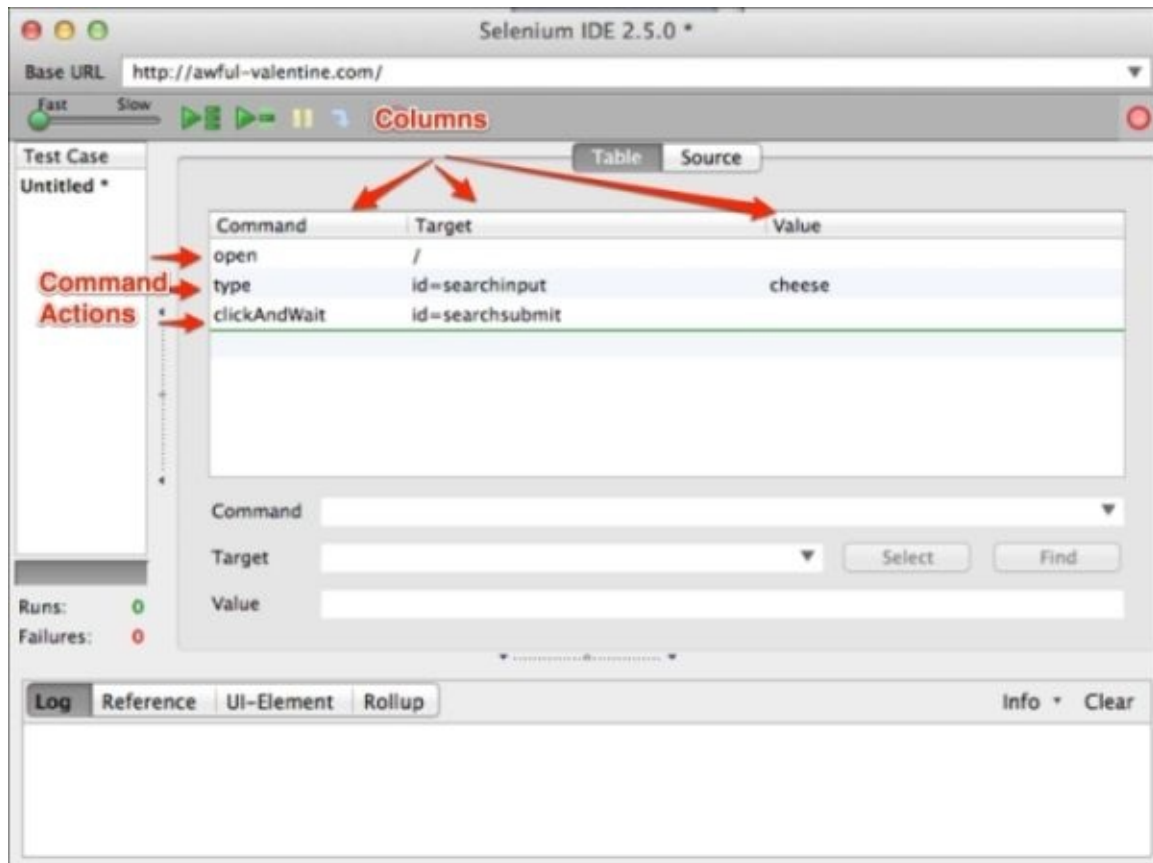 Selenium IDE 2.5.0 *
Base URL http://awful-valentine.com/
Fast Slow
Columns
Test Case
Table Source
Untitled *
Command Target Value
open /
type id=searchinput cheese
clickAndWait id=searchsubmit
Command
Actions
Command
Target Select Find
Value
Runs: 0
Failures: 0
Log Reference UI-Element Rollup Info Clear